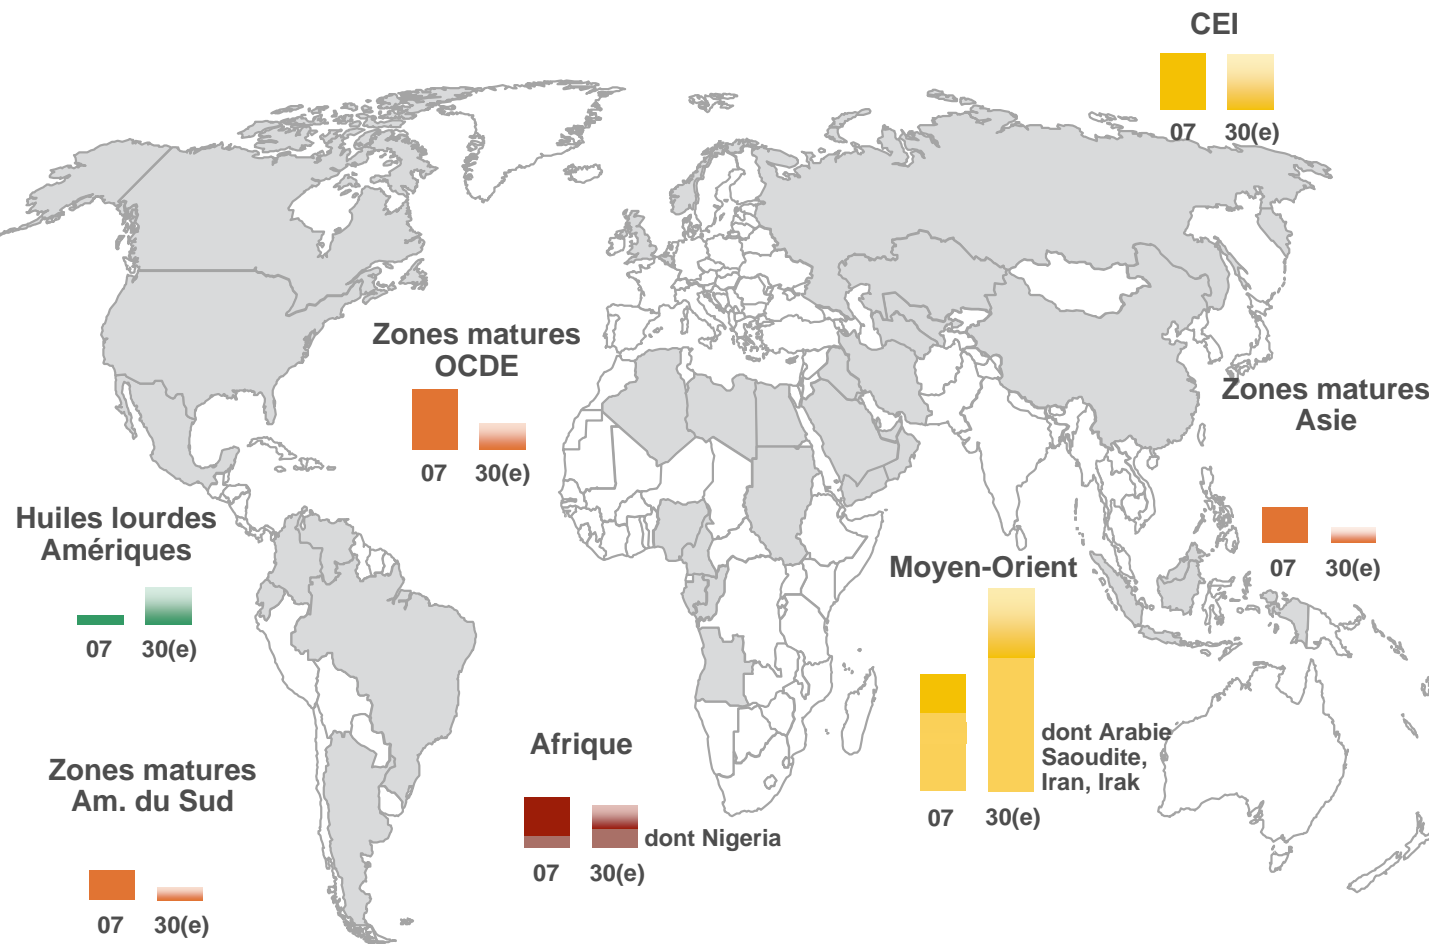 CEI
07 30(e)
Zones matures
OCDE
07 30(e)
Zones matures
Asie
07 30(e)
Huiles lourdes
Amériques
07 30(e)
Moyen-Orient
dont Arabie
Saoudite,
Iran, Irak
07 30(e)
Afrique
dont Nigeria
07 30(e)
Zones matures
Am. du Sud
07 30(e)